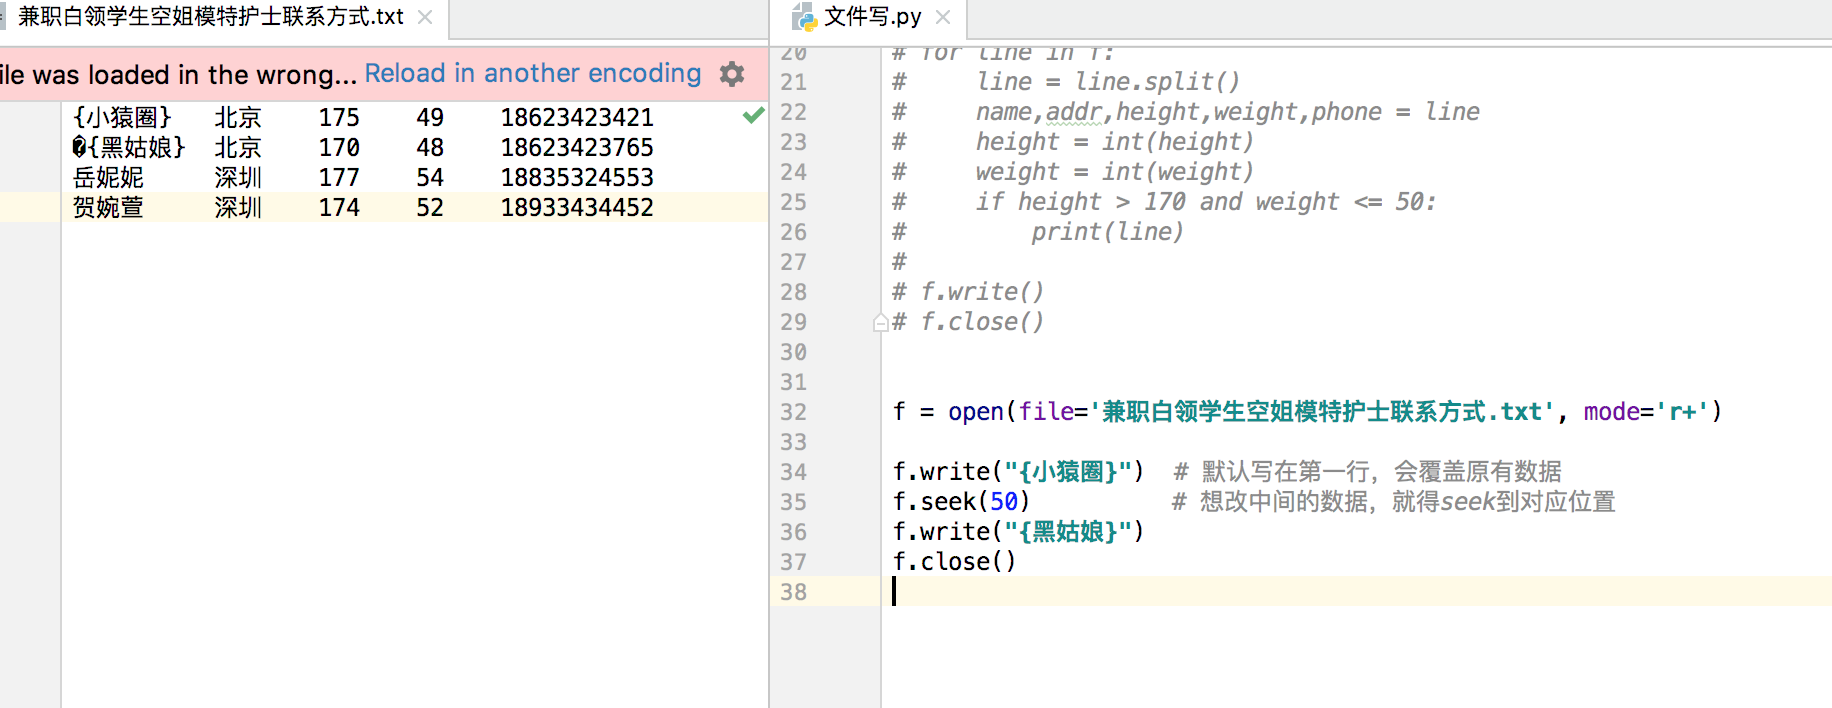 兼职白领学生空姐模特护士联系方式.txt
文件写.py
ile was loaded in the wrong... Reload in another encoding
{小猿圈} 北京 175 49 18623423421
�{黑姑娘} 北京 170 48 18623423765
岳妮妮 深圳 177 54 18835324553
贺婉萱 深圳 174 52 18933434452
20 # for line in f:
21 # line = line.split()
22 # name,addr,height,weight,phone = line
23 # height = int(height)
24 # weight = int(weight)
25 # if height > 170 and weight <= 50:
26 # print(line)
27 #
28 # f.write()
29 # f.close()
30
31
32 f = open(file='兼职白领学生空姐模特护士联系方式.txt', mode='r+')
33
34 f.write("{小猿圈}") # 默认写在第一行，会覆盖原有数据
35 f.seek(50) # 想改中间的数据，就得seek到对应位置
36 f.write("{黑姑娘}")
37 f.close()
38